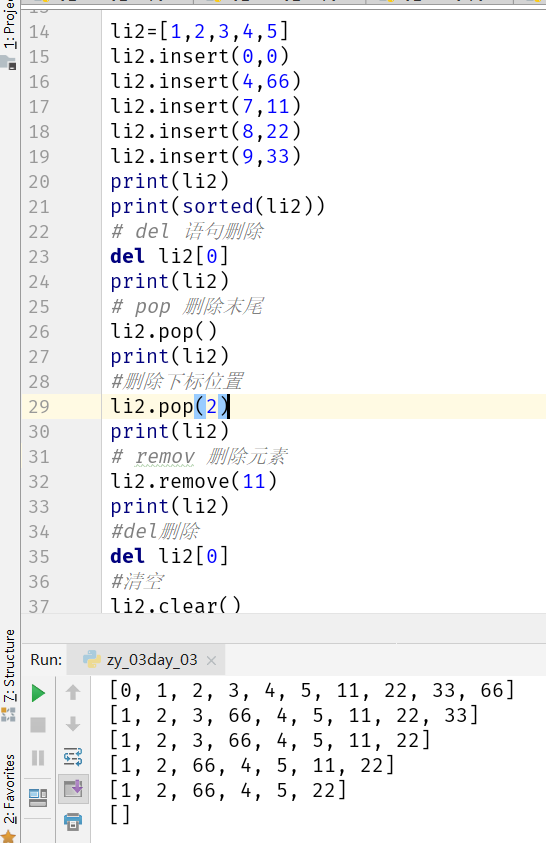 1: Proje
14 li2=[1,2,3,4,5]
15 li2.insert(0,0)
16 li2.insert(4,66)
17 li2.insert(7,11)
18 li2.insert(8,22)
19 li2.insert(9,33)
20 print(li2)
21 print(sorted(li2))
22 # del 语句删除
23 del li2[0]
24 print(li2)
25 # pop 删除末尾
26 li2.pop()
27 print(li2)
28 #删除下标位置
29 li2.pop(2)
30 print(li2)
31 # remov 删除元素
32 li2.remove(11)
33 print(li2)
34 #del删除
35 del li2[0]
36 #清空
37 li2.clear()
7: Structure
2: Favorites
Run: zy_03day_03
[0, 1, 2, 3, 4, 5, 11, 22, 33, 66]
[1, 2, 3, 66, 4, 5, 11, 22, 33]
[1, 2, 3, 66, 4, 5, 11, 22]
[1, 2, 66, 4, 5, 11, 22]
[1, 2, 66, 4, 5, 22]
[]